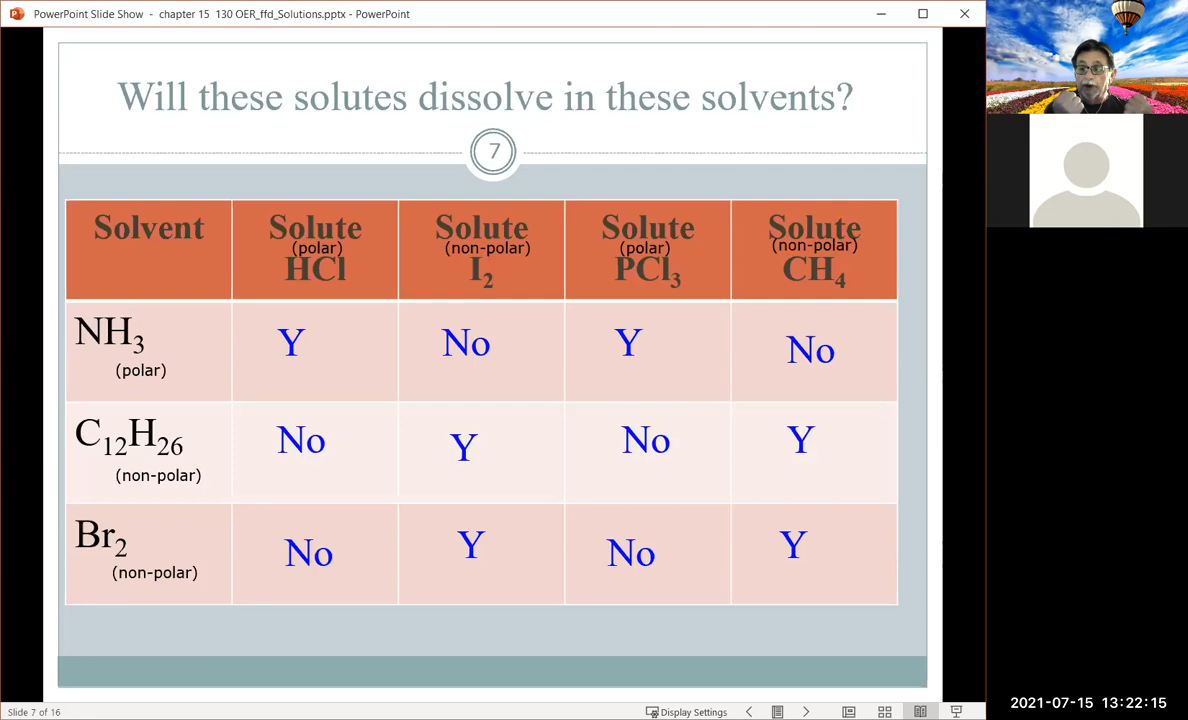 PowerPoint Slide Show - chapter 15 130 OER_ffd_Solutions.pptx - PowerPoint
Will these solutes dissolve in these solvents?
7
Solvent
Solute
(polar)
HCl
Solute
(non-polar)
I₂
Solute
(polar)
PCl₃
Solute
(non-polar)
CH₄
NH₃
(polar)
Y
No
Y
No
C₁₂H₂₆
(non-polar)
No
Y
No
Y
Br₂
(non-polar)
No
Y
No
Y
Slide 7 of 16
Display Settings
2021-07-15 13:22:15